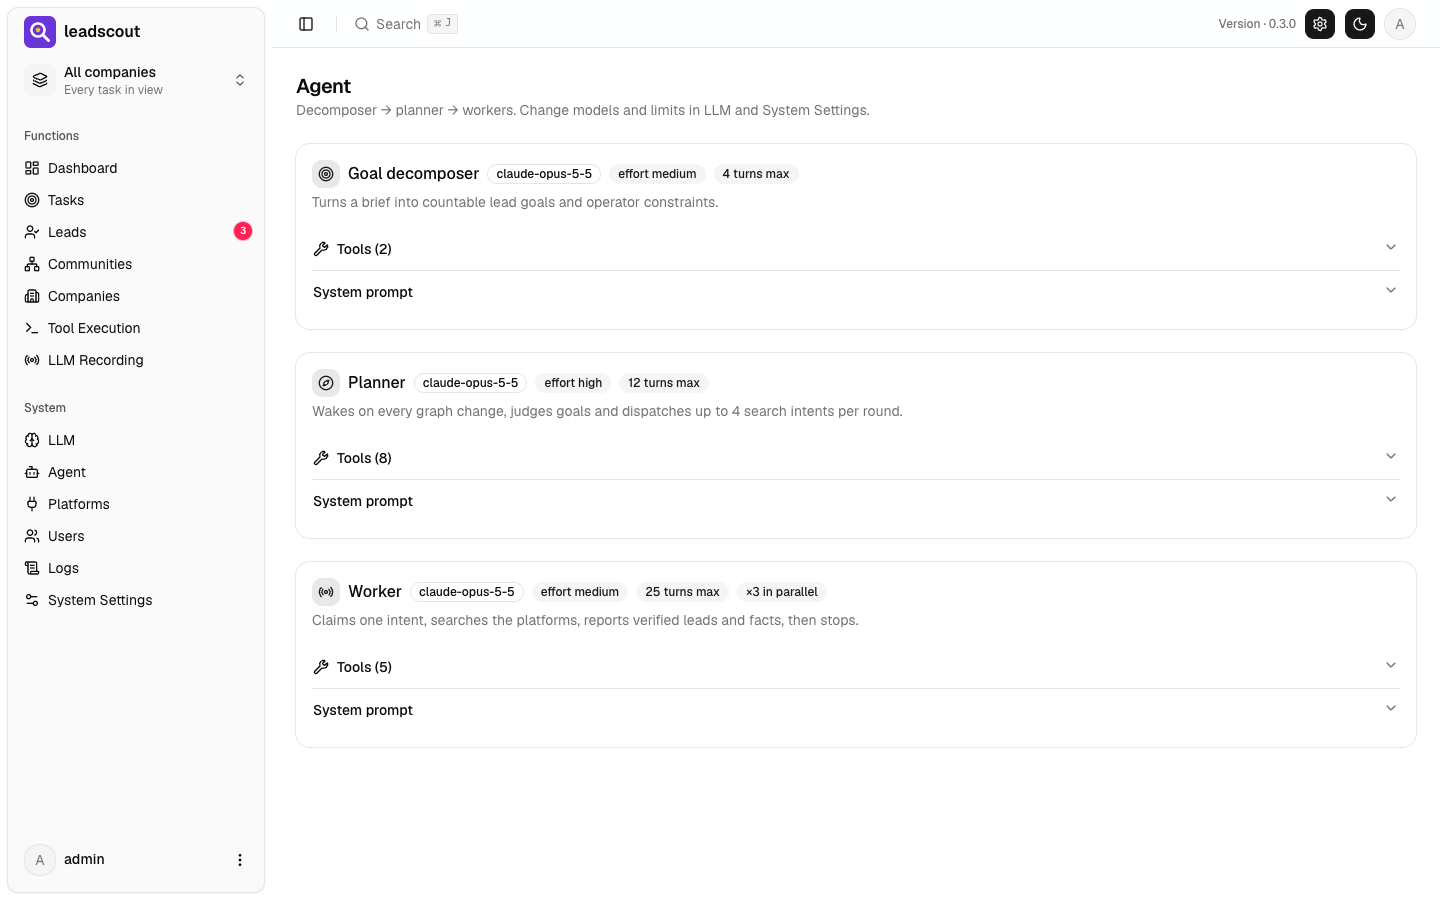 leadscout
All companies
Every task in view
Functions
Dashboard
Tasks
Leads 3
Communities
Companies
Tool Execution
LLM Recording
System
LLM
Agent
Platforms
Users
Logs
System Settings
A admin
Search ⌘ J
Version · 0.3.0 A
Agent
Decomposer → planner → workers. Change models and limits in LLM and System Settings.
Goal decomposer claude-opus-5-5 effort medium 4 turns max
Turns a brief into countable lead goals and operator constraints.
Tools (2)
System prompt
Planner claude-opus-5-5 effort high 12 turns max
Wakes on every graph change, judges goals and dispatches up to 4 search intents per round.
Tools (8)
System prompt
Worker claude-opus-5-5 effort medium 25 turns max ×3 in parallel
Claims one intent, searches the platforms, reports verified leads and facts, then stops.
Tools (5)
System prompt